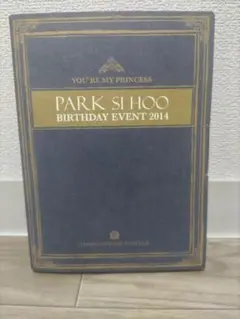 YOU'RE MY PRINCESS
PARK SI HOO
BIRTHDAY EVENT 2014